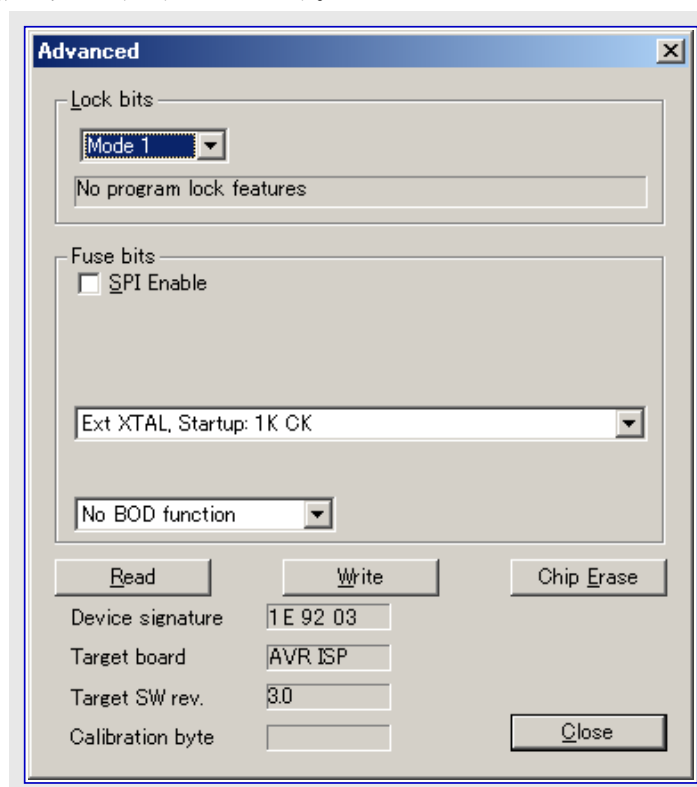 Advanced
Lock bits
Mode 1
No program lock features
Fuse bits
SPI Enable
Ext XTAL, Startup: 1K CK
No BOD function
Read Write Chip Erase
Device signature 1E 92 03
Target board AVR ISP
Target SW rev. 3.0
Calibration byte
Close